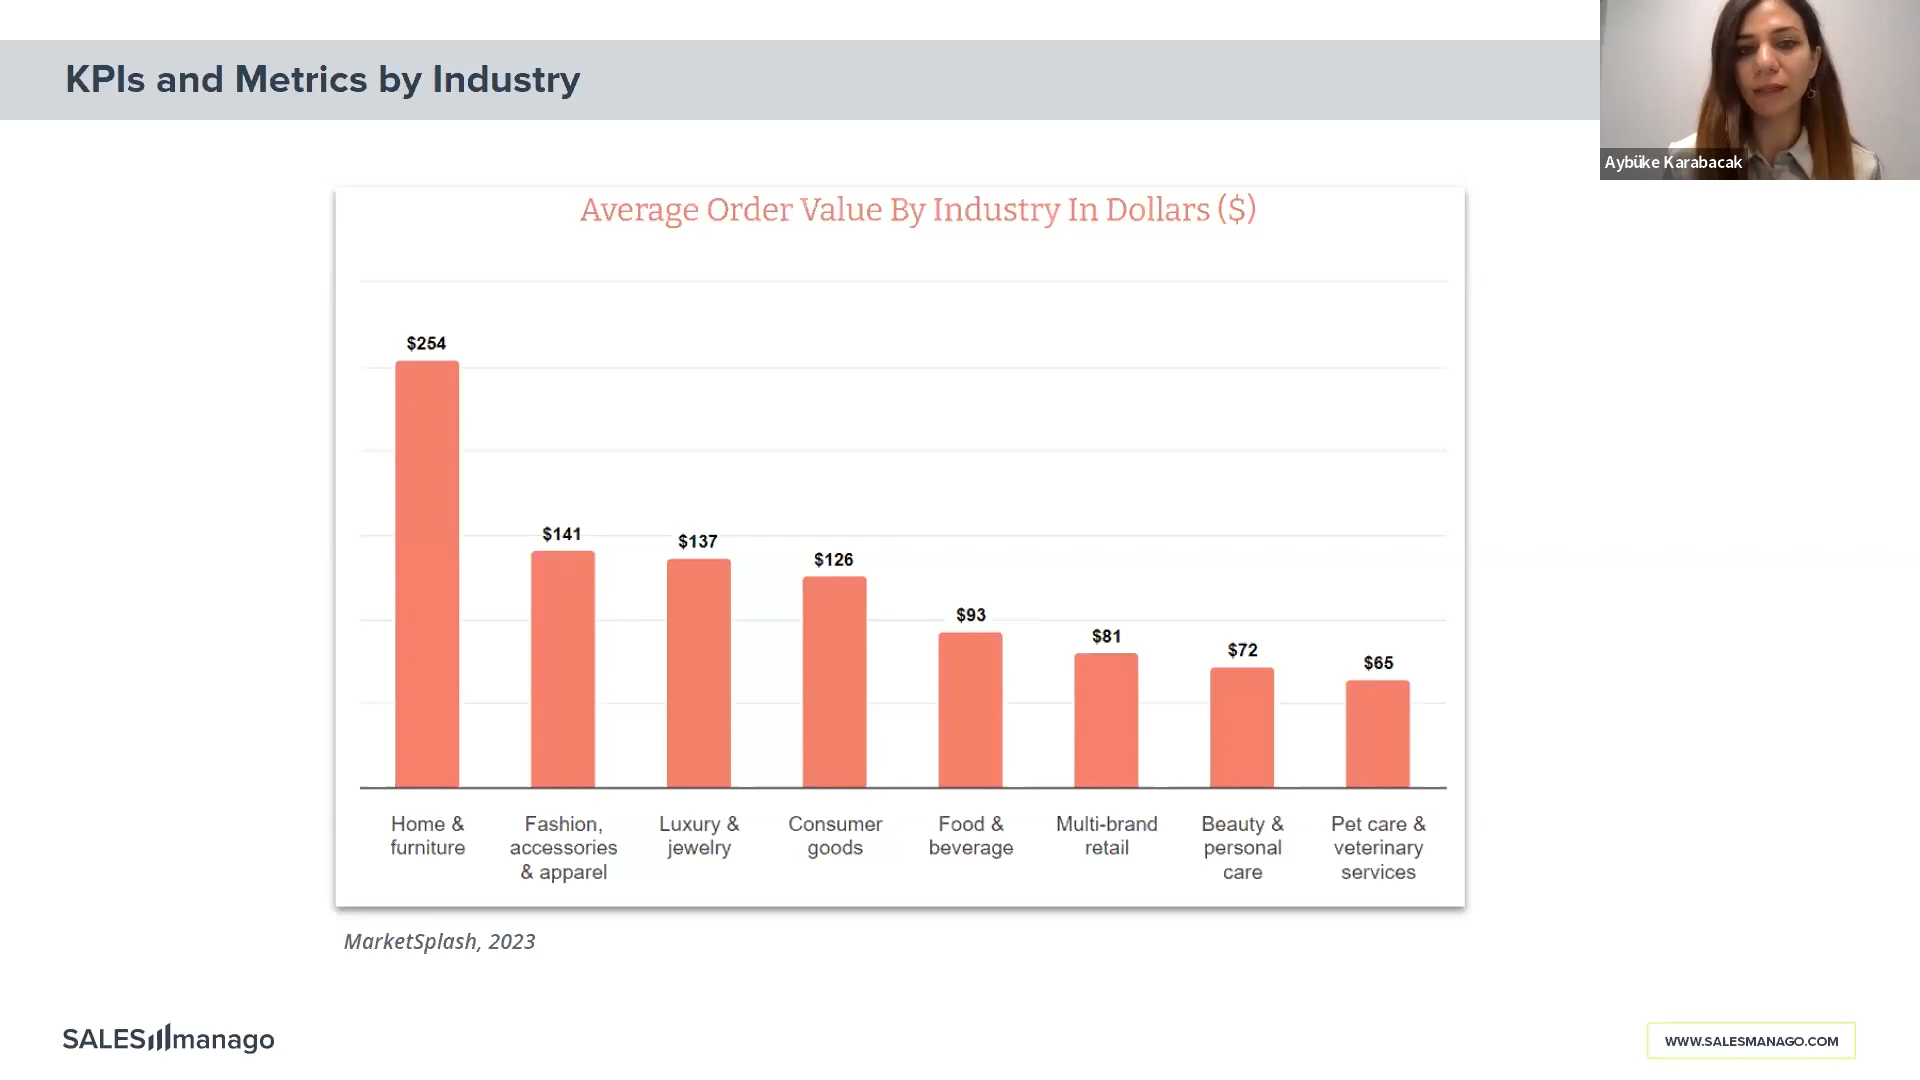 KPIs and Metrics by Industry
Aybüke Karabacak
Average Order Value By Industry In Dollars ($)
$254
$141
$137
$126
$93
$81
$72
$65
Home &
furniture
Fashion,
accessories
& apparel
Luxury &
jewelry
Consumer
goods
Food &
beverage
Multi-brand
retail
Beauty &
personal
care
Pet care &
veterinary
services
MarketSplash, 2023
SALESmanago
WWW.SALESMANAGO.COM